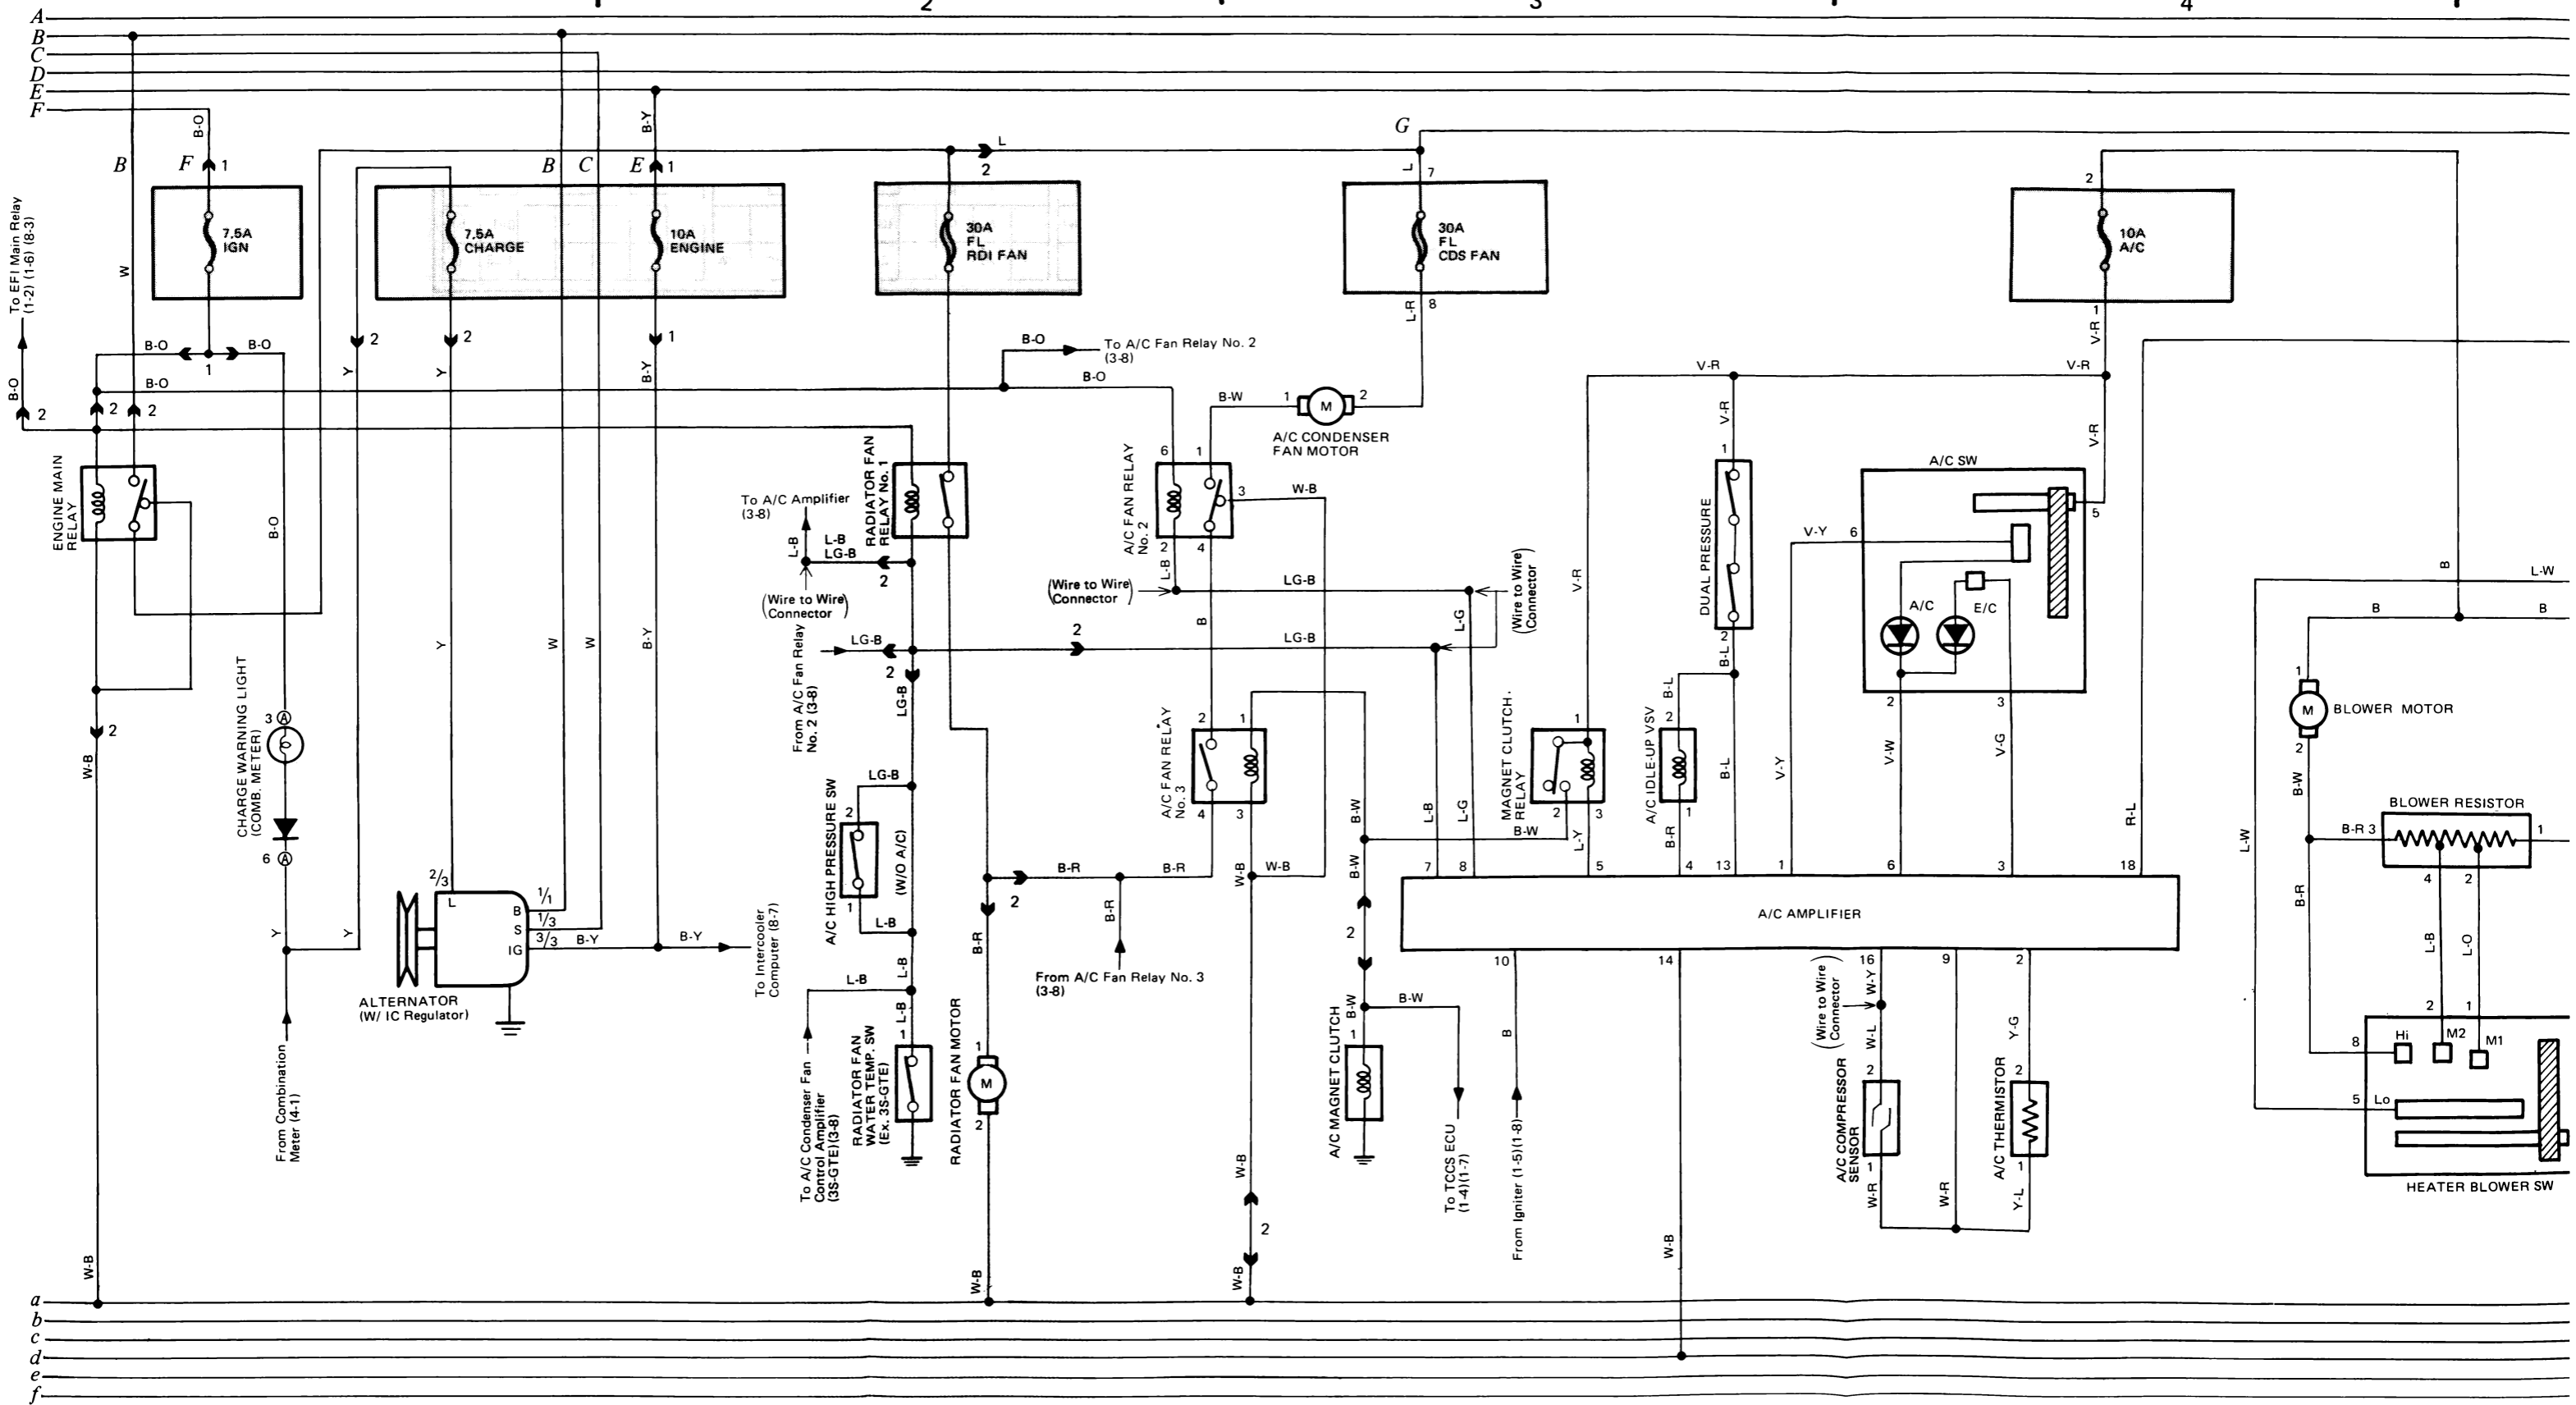 2
3
4
A
B
C
D
E
F
B-O
B-Y
L
G
B
F
1
B
C
E
1
2
L
7
2
To EFI Main Relay
(1-2) (1-6) (8-3)
W
7.5A
IGN
7.5A
CHARGE
10A
ENGINE
30A
FL
RDI FAN
30A
FL
CDS FAN
10A
A/C
L-R
8
1
V-R
B-O
B-O
1
2
2
1
B-O
To A/C Fan Relay No. 2
(3-8)
B-O
2
B-O
2
2
Y
Y
B-Y
B-O
B-W
1
M
2
A/C CONDENSER
FAN MOTOR
V-R
V-R
V-R
V-R
ENGINE MAIN
RELAY
B-O
To A/C Amplifier
(3-8)
L-B
L-B
LG-B
2
(Wire to Wire)
Connector
RADIATOR FAN
RELAY No. 1
A/C FAN RELAY
No. 2
6
1
3
W-B
2
4
L-B
(Wire to Wire)
Connector
LG-B
L-G
(Wire to Wire)
Connector
V-R
DUAL PRESSURE
1
2
B-L
A/C SW
5
V-Y
6
A/C
E/C
2
3
B
L-W
B
B
Y
W
W
B-Y
LG-B
2
2
LG-B
From A/C Fan Relay
No. 2 (3-8)
LG-B
B
2
W-B
CHARGE WARNING LIGHT
(COMB. METER)
3
A
6
A
A/C HIGH PRESSURE SW
LG-B
2
1
L-B
(W/O A/C)
A/C FAN RELAY
No. 3
2
1
4
3
B-W
L-B
L-G
MAGNET CLUTCH.
RELAY
1
2
3
B-W
L-Y
A/C IDLE-UP VSV
B-L
2
1
B-R
B-L
V-Y
V-W
V-G
R-L
L-W
1
M
BLOWER MOTOR
2
B-W
BLOWER RESISTOR
B-R 3
1
4
2
B-R
L-B
L-O
Y
Y
2/3
L
B
S
IG
1/1
1/3
3/3
B-Y
B-Y
To Intercooler
Computer (8-7)
ALTERNATOR
(W/ IC Regulator)
From Combination
Meter (4-1)
L-B
L-B
L-B
1
To A/C Condenser Fan
Control Amplifier
(3S-GTE)(3-8)
RADIATOR FAN
WATER TEMP. SW
(Ex. 3S-GTE)
2
B-R
B-R
B-R
B-R
From A/C Fan Relay No. 3
(3-8)
RADIATOR FAN MOTOR
1
M
2
W-B
W-B
B-W
2
B-W
B-W
1
A/C MAGNET CLUTCH
To TCCS ECU
(1-4)(1-7)
7
8
5
4
13
1
6
3
18
A/C AMPLIFIER
10
14
16
9
2
B
From Igniter (1-5)(1-8)
(Wire to Wire)
Connector
W-Y
W-L
A/C COMPRESSOR
SENSOR
2
1
W-R
W-R
Y-G
A/C THERMISTOR
2
1
Y-L
2
1
Hi
M2
M1
8
5
Lo
HEATER BLOWER SW
W-B
W-B
W-B
2
W-B
W-B
a
b
c
d
e
f